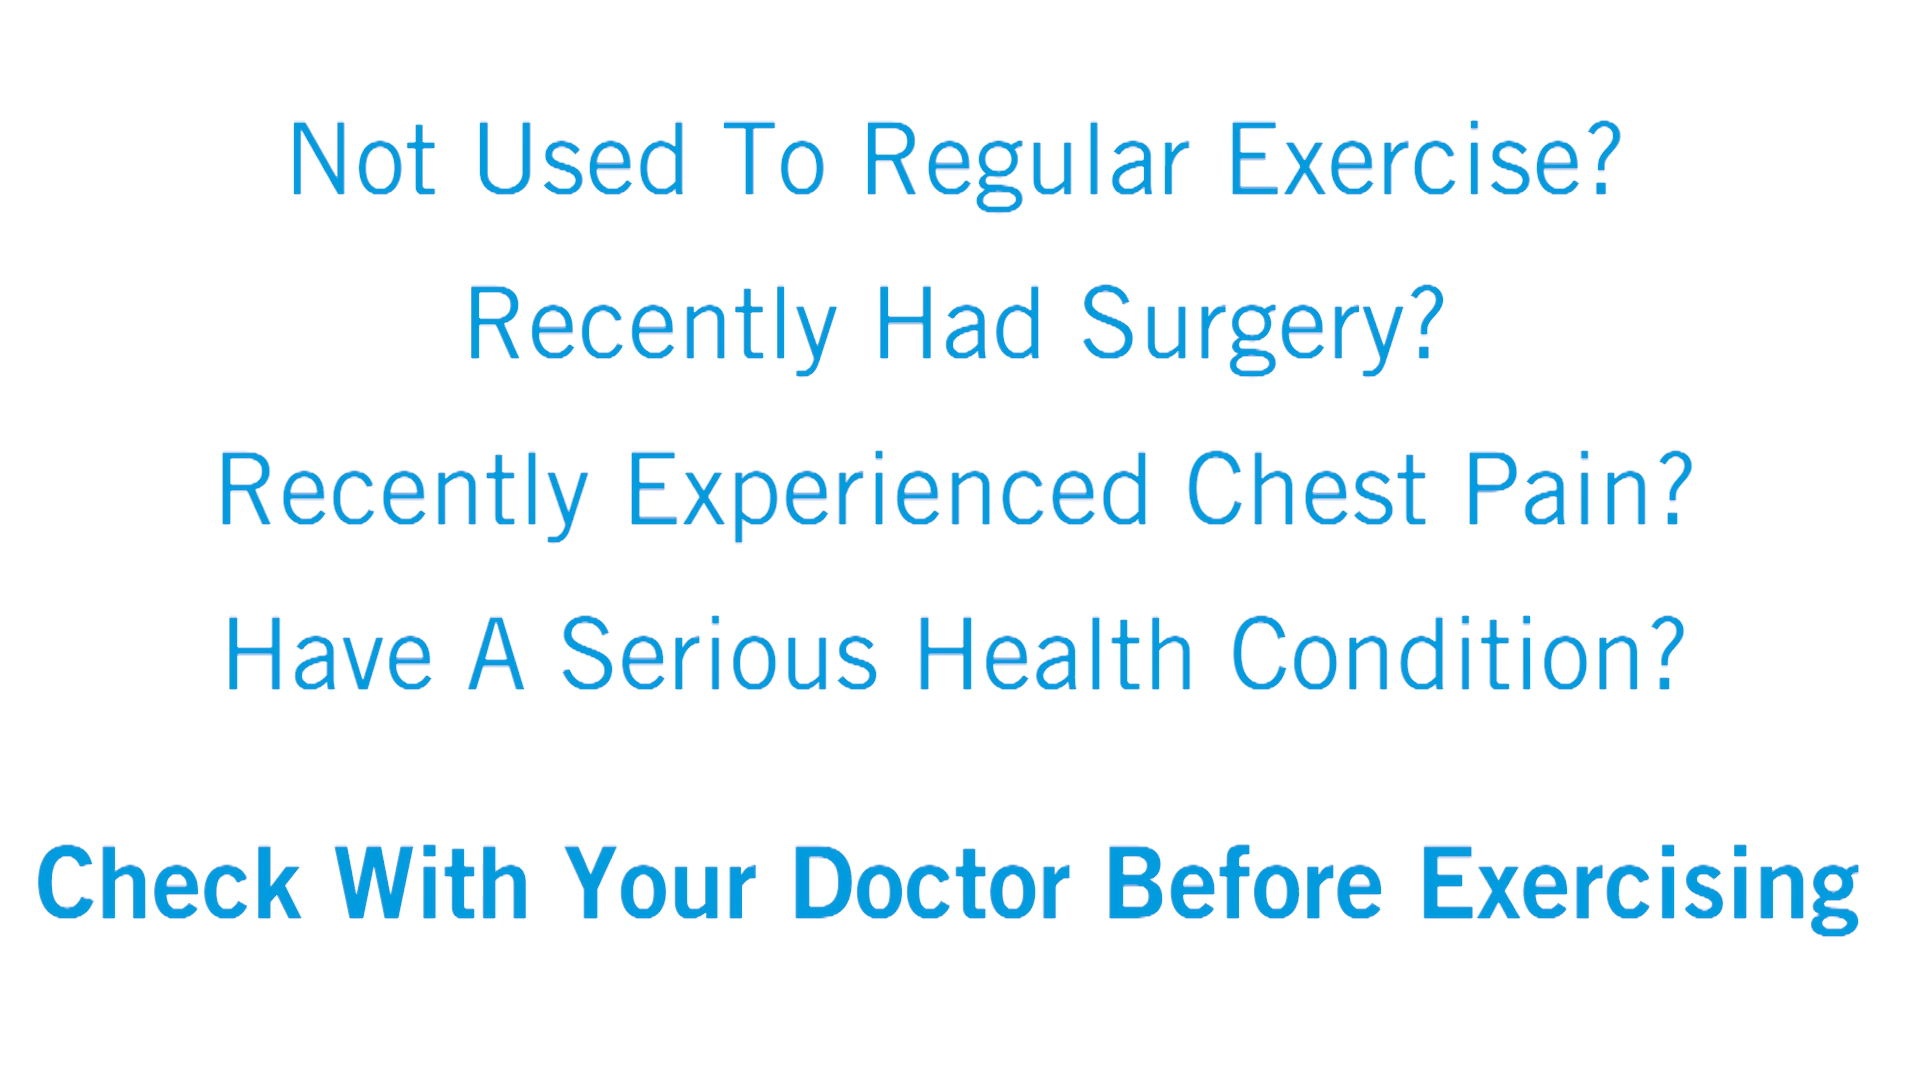 Not Used To Regular Exercise?
Recently Had Surgery?
Recently Experienced Chest Pain?
Have A Serious Health Condition?
Check With Your Doctor Before Exercising